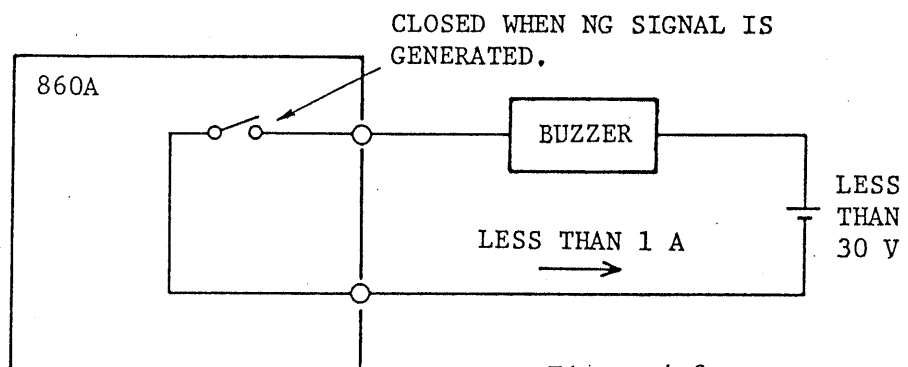 CLOSED WHEN NG SIGNAL IS
GENERATED.
860A
BUZZER
LESS
THAN
30 V
LESS THAN 1 A